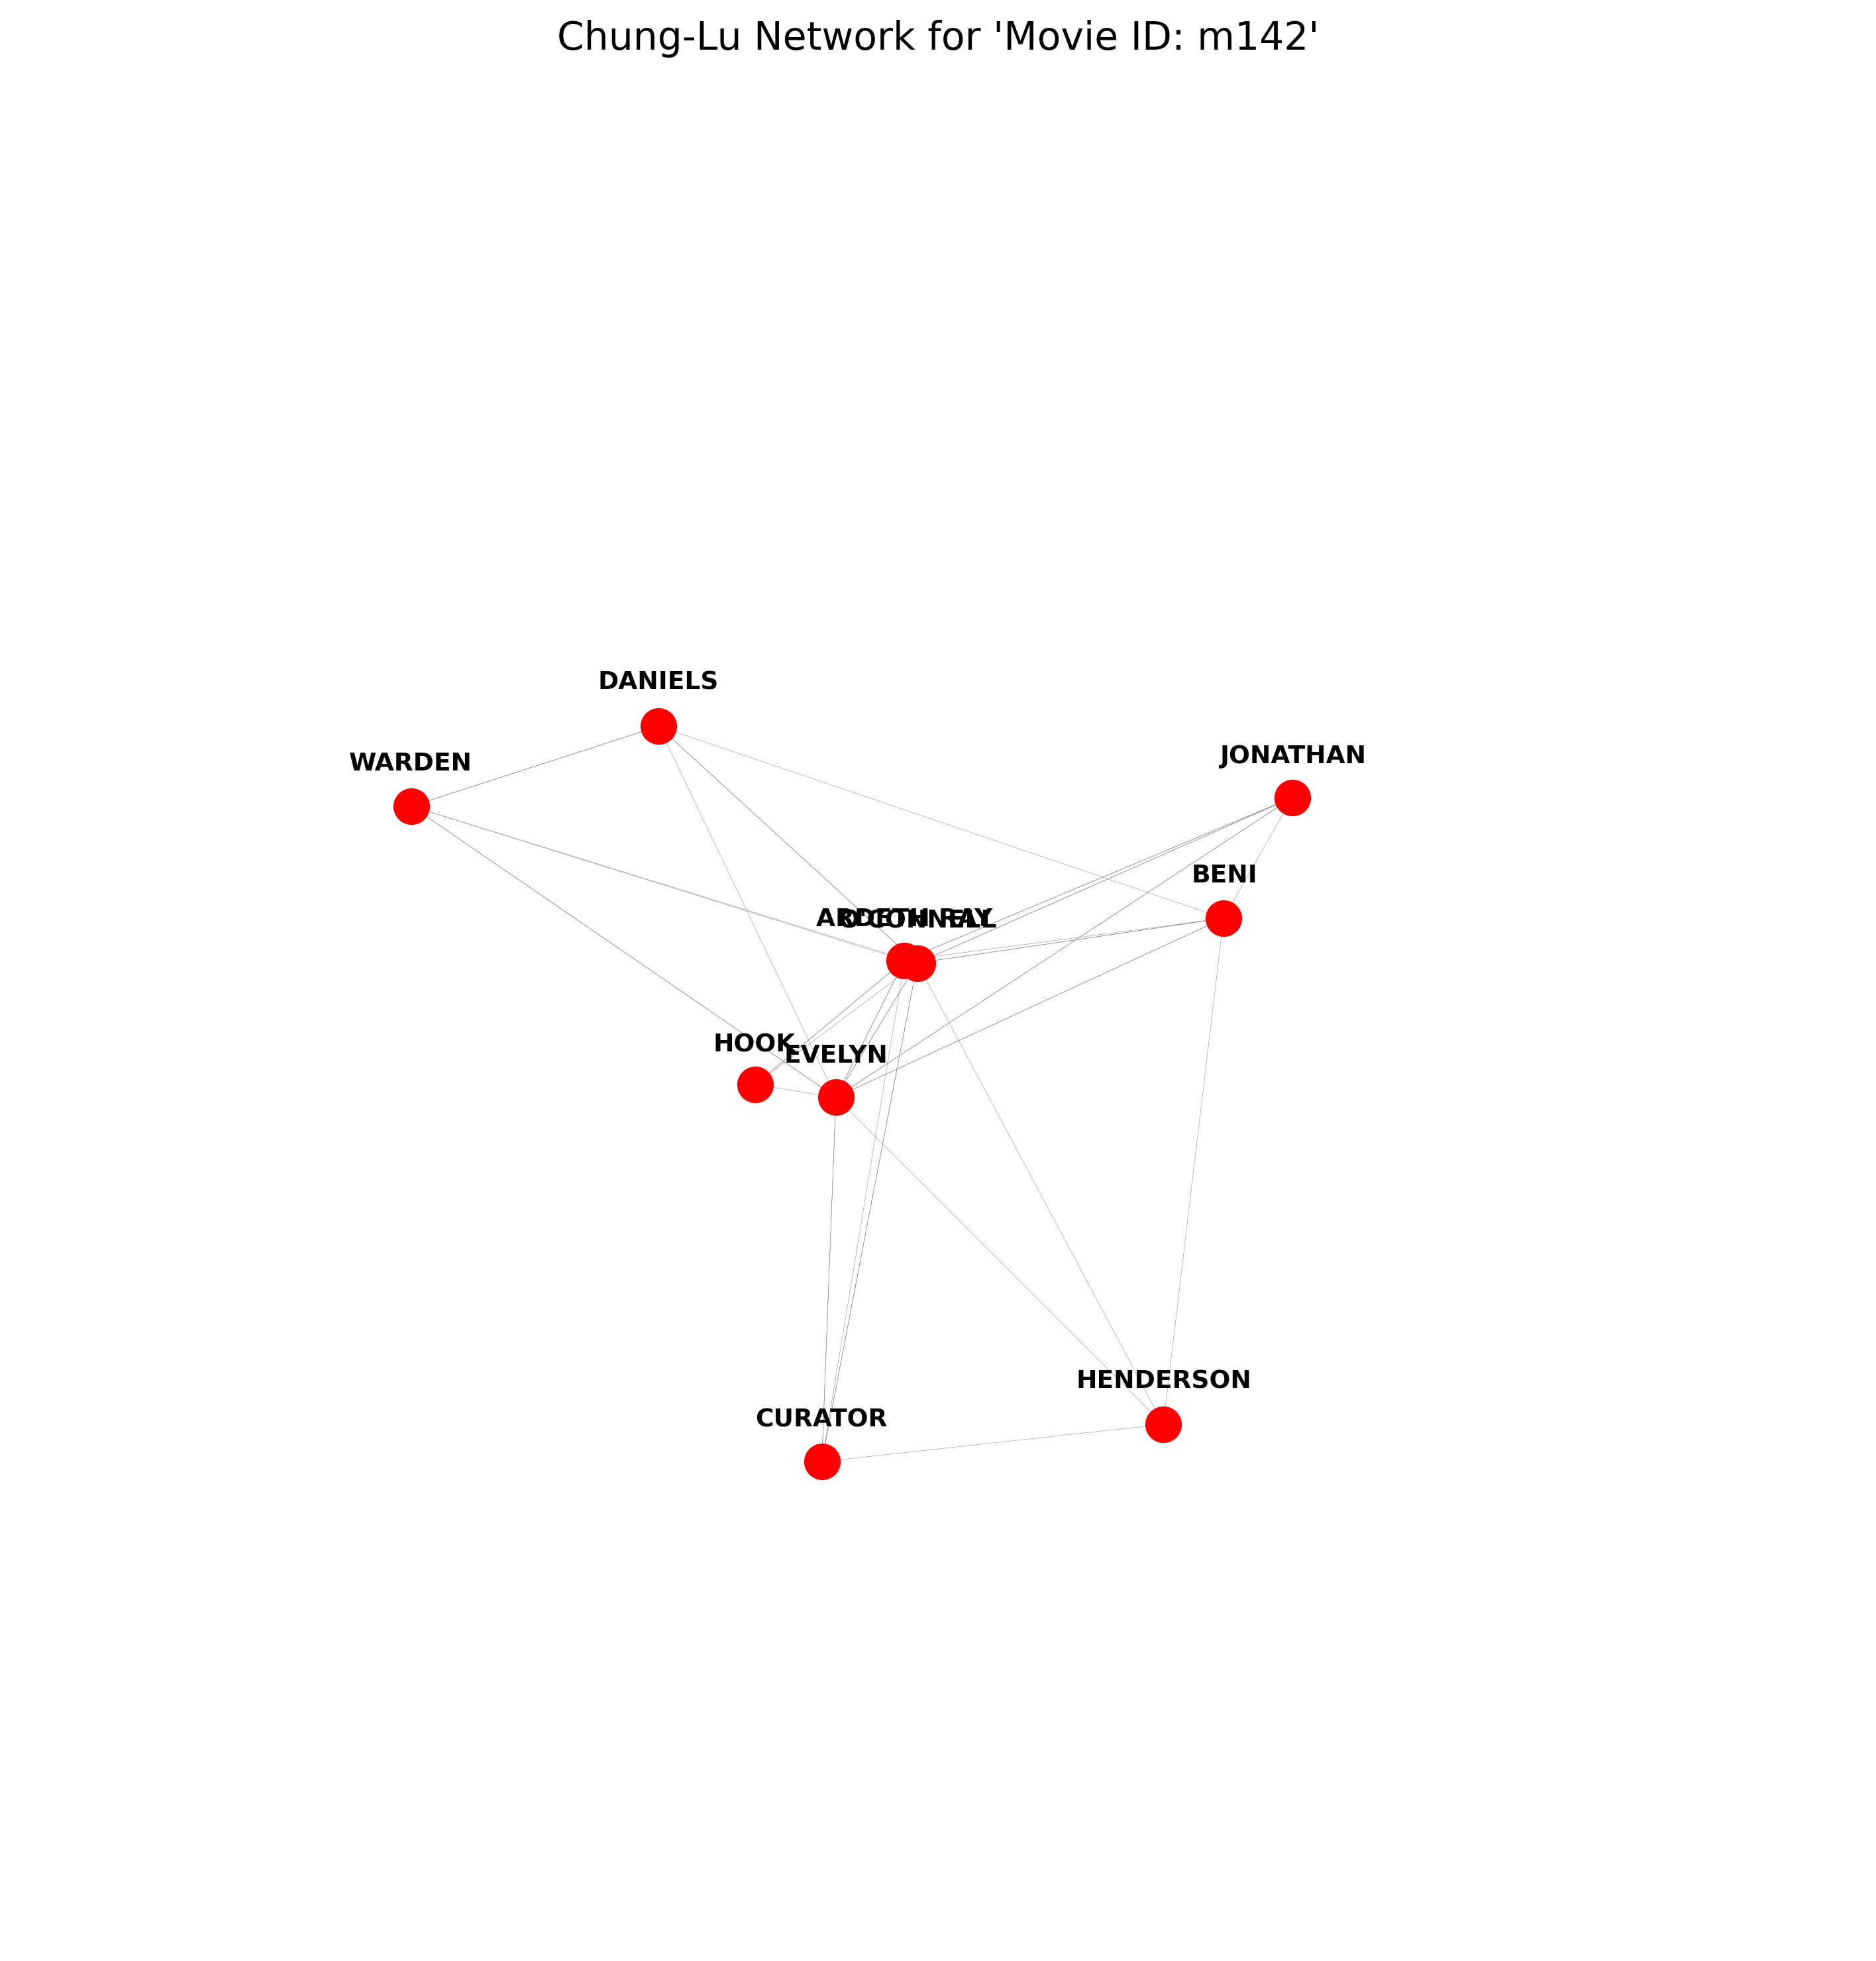 Chung-Lu Network for 'Movie ID: m142'
DANIELS
WARDEN
JONATHAN
BENI
ARDETH BAY
O'CONNELL
HOOK
EVELYN
HENDERSON
CURATOR